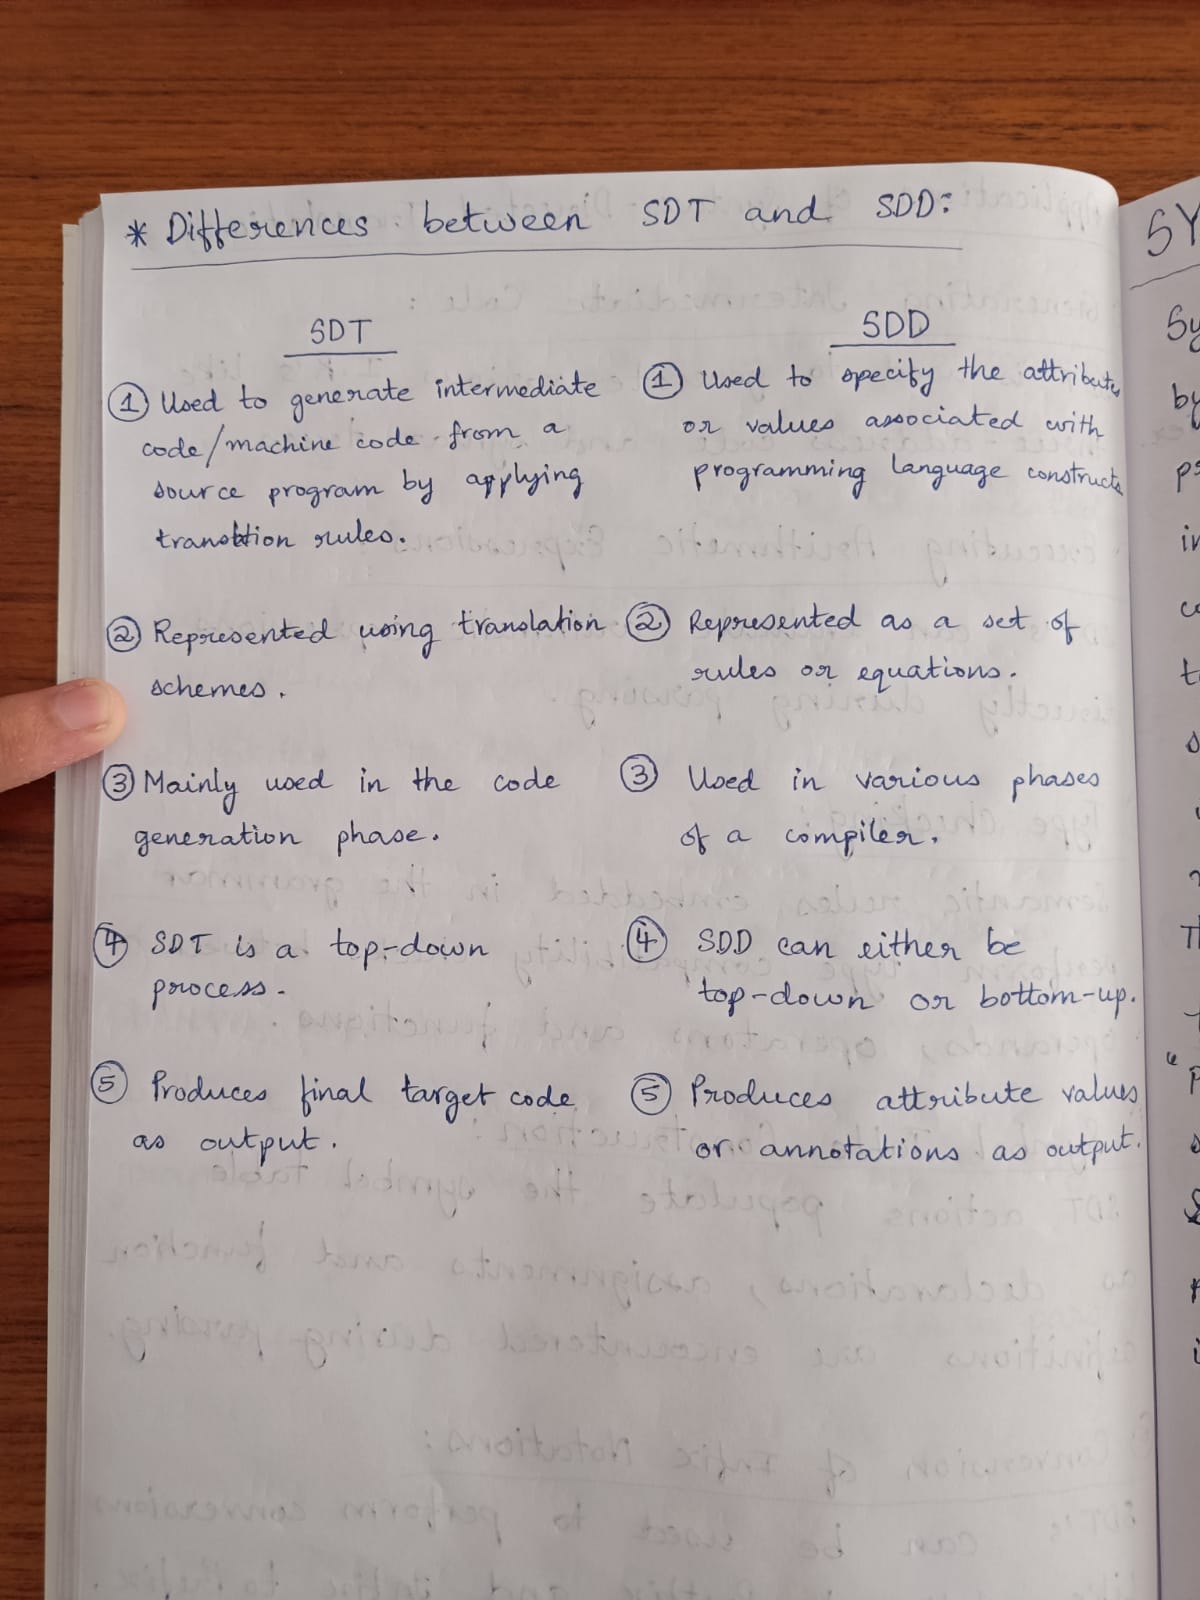 * Differences between SDT and SDD:
SDT
① Used to generate intermediate
code/machine code from a
source program by applying
translation rules.
② Represented using translation
schemes.
③ Mainly used in the code
generation phase.
④ SDT is a top-down
process.
⑤ Produces final target code
as output.
SDD
① Used to specify the attributes
or values associated with
programming language constructs
② Represented as a set of
rules or equations.
③ Used in various phases
of a compiler.
④ SDD can either be
top-down or bottom-up.
⑤ Produces attribute values
or annotations as output.